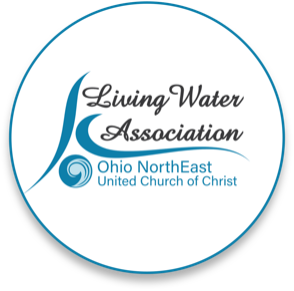 Living Water
Association
Ohio NorthEast
United Church of Christ